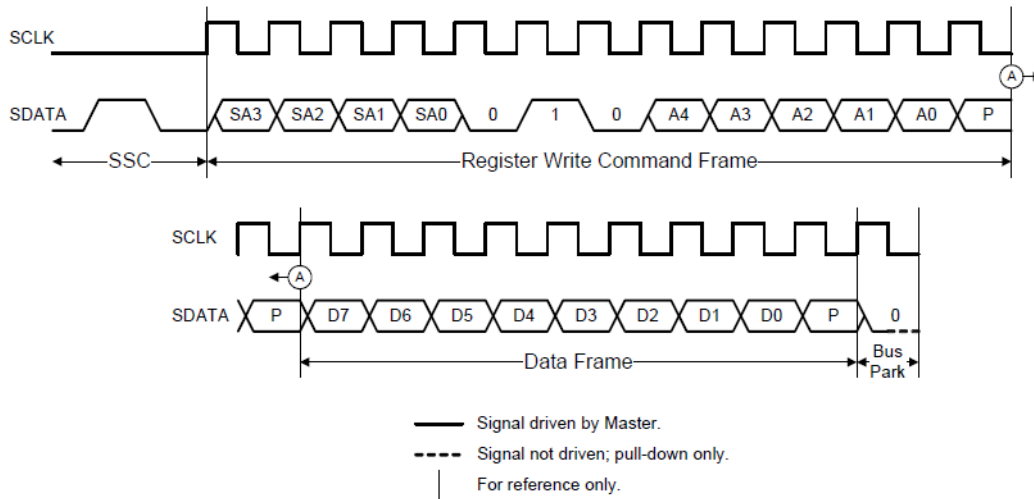 SCLK
A
SDATA SA3 SA2 SA1 SA0 0 1 0 A4 A3 A2 A1 A0 P
SSC Register Write Command Frame
SCLK
A
SDATA P D7 D6 D5 D4 D3 D2 D1 D0 P 0
Data Frame Bus
Park
Signal driven by Master.
Signal not driven; pull-down only.
For reference only.